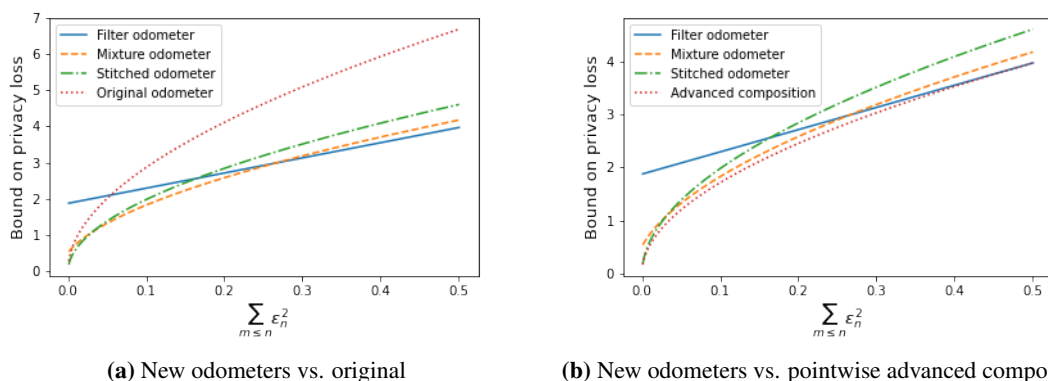 Bound on privacy loss
7
6
5
4
3
2
1
0
Filter odometer
Mixture odometer
Stitched odometer
Original odometer
0.0 0.1 0.2 0.3 0.4 0.5
∑ ε_n^2
m ≤ n
(a) New odometers vs. original
Bound on privacy loss
4
3
2
1
0
Filter odometer
Mixture odometer
Stitched odometer
Advanced composition
0.0 0.1 0.2 0.3 0.4 0.5
∑ ε_n^2
m ≤ n
(b) New odometers vs. pointwise advanced compo